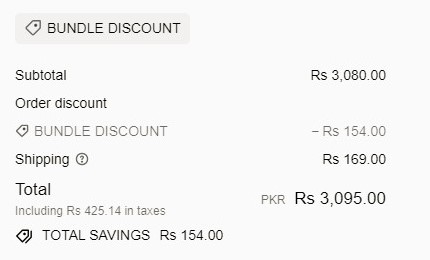 BUNDLE DISCOUNT
Subtotal Rs 3,080.00
Order discount
BUNDLE DISCOUNT – Rs 154.00
Shipping Rs 169.00
Total PKR Rs 3,095.00
Including Rs 425.14 in taxes
TOTAL SAVINGS Rs 154.00